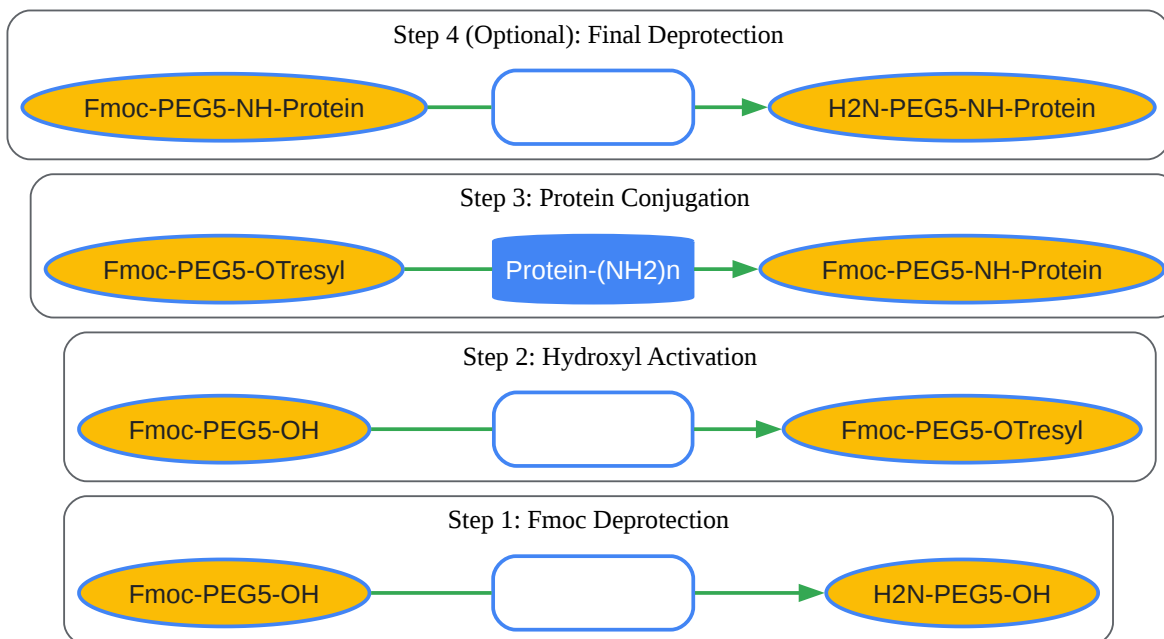 Step 4 (Optional): Final Deprotection
Fmoc-PEG5-NH-Protein
H2N-PEG5-NH-Protein
Step 3: Protein Conjugation
Fmoc-PEG5-OTresyl
Protein-(NH2)n
Fmoc-PEG5-NH-Protein
Step 2: Hydroxyl Activation
Fmoc-PEG5-OH
Fmoc-PEG5-OTresyl
Step 1: Fmoc Deprotection
Fmoc-PEG5-OH
H2N-PEG5-OH